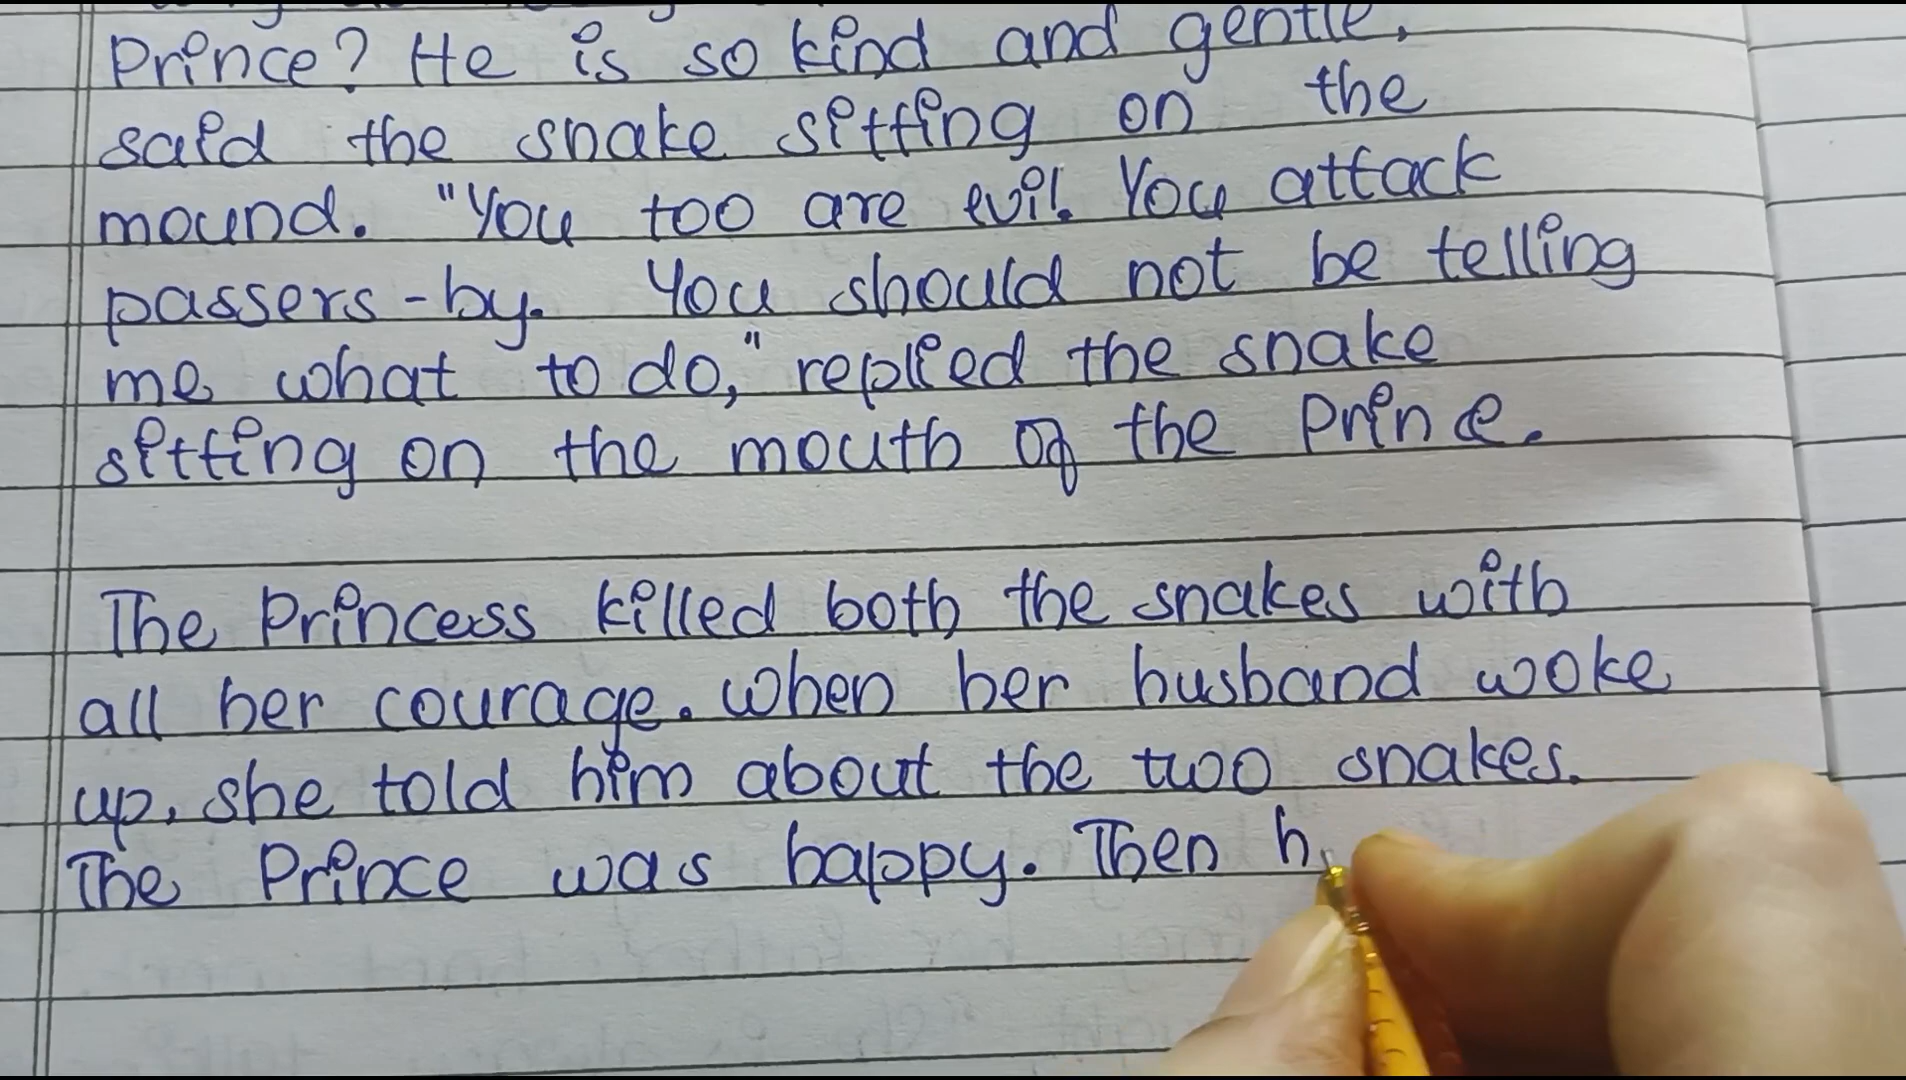 Prince? He is so kind and gentle,
said the snake sitting on the
mound. "You too are evil. You attack
passers-by. You should not be telling
me what to do," replied the snake
sitting on the mouth of the Prince.
The Princess killed both the snakes with
all her courage. When her husband woke
up, she told him about the two snakes.
The Prince was happy. Then h